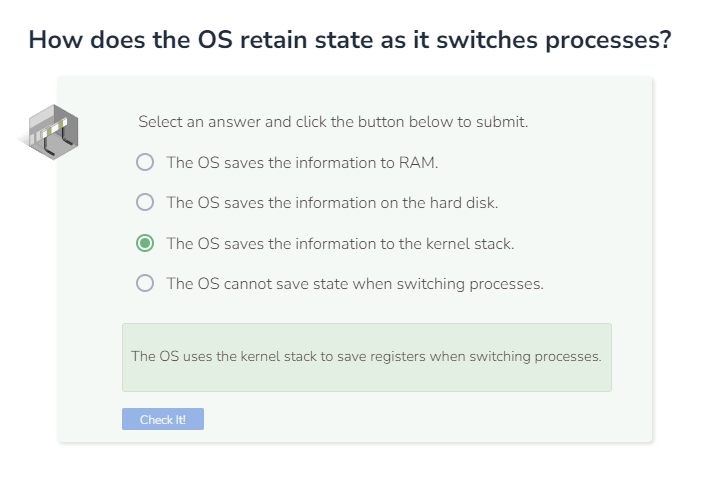 How does the OS retain state as it switches processes?
Select an answer and click the button below to submit.
The OS saves the information to RAM.
The OS saves the information on the hard disk.
The OS saves the information to the kernel stack.
The OS cannot save state when switching processes.
The OS uses the kernel stack to save registers when switching processes.
Check It!